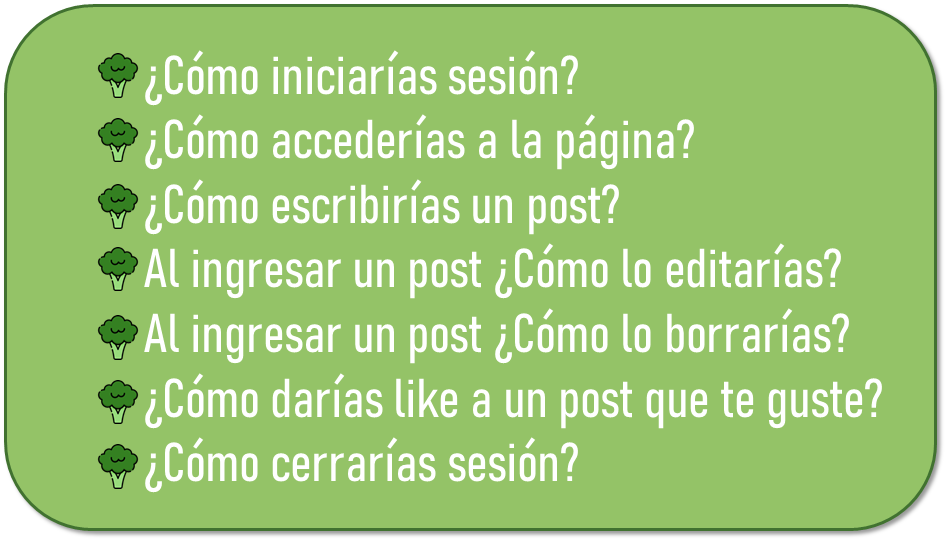 ¿Cómo iniciarías sesión?
¿Cómo accederías a la página?
¿Cómo escribirías un post?
Al ingresar un post ¿Cómo lo editarías?
Al ingresar un post ¿Cómo lo borrarías?
¿Cómo darías like a un post que te guste?
¿Cómo cerrarías sesión?